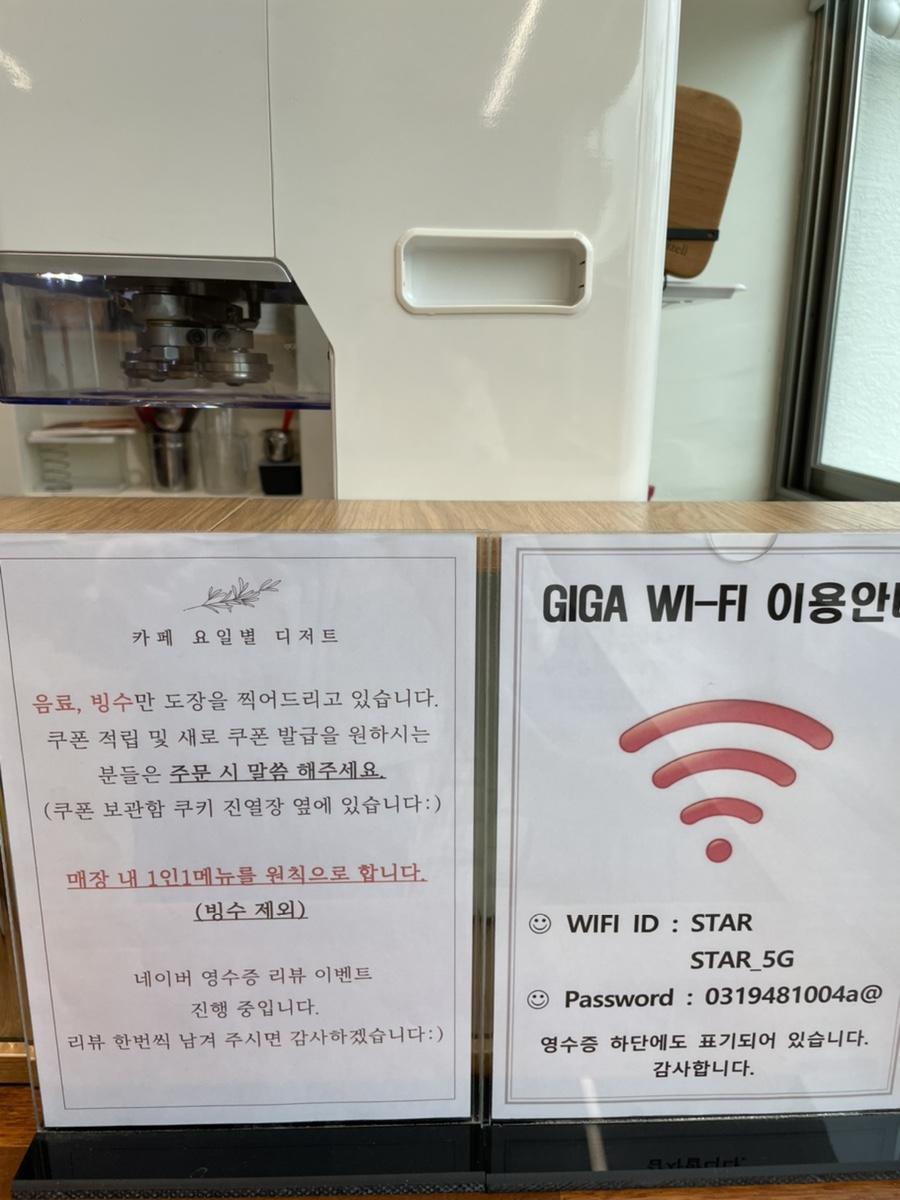 카페 요일별 디저트
음료, 빙수만 도장을 찍어드리고 있습니다.
쿠폰 적립 및 새로 쿠폰 발급을 원하시는
분들은 주문 시 말씀 해주세요.
(쿠폰 보관함 쿠키 진열장 옆에 있습니다:)
매장 내 1인1메뉴를 원칙으로 합니다.
(빙수 제외)
네이버 영수증 리뷰 이벤트
진행 중입니다.
리뷰 한번씩 남겨 주시면 감사하겠습니다:)
GIGA WI-FI 이용안
WIFI ID : STAR
STAR_5G
Password : 0319481004a@
영수증 하단에도 표기되어 있습니다.
감사합니다.